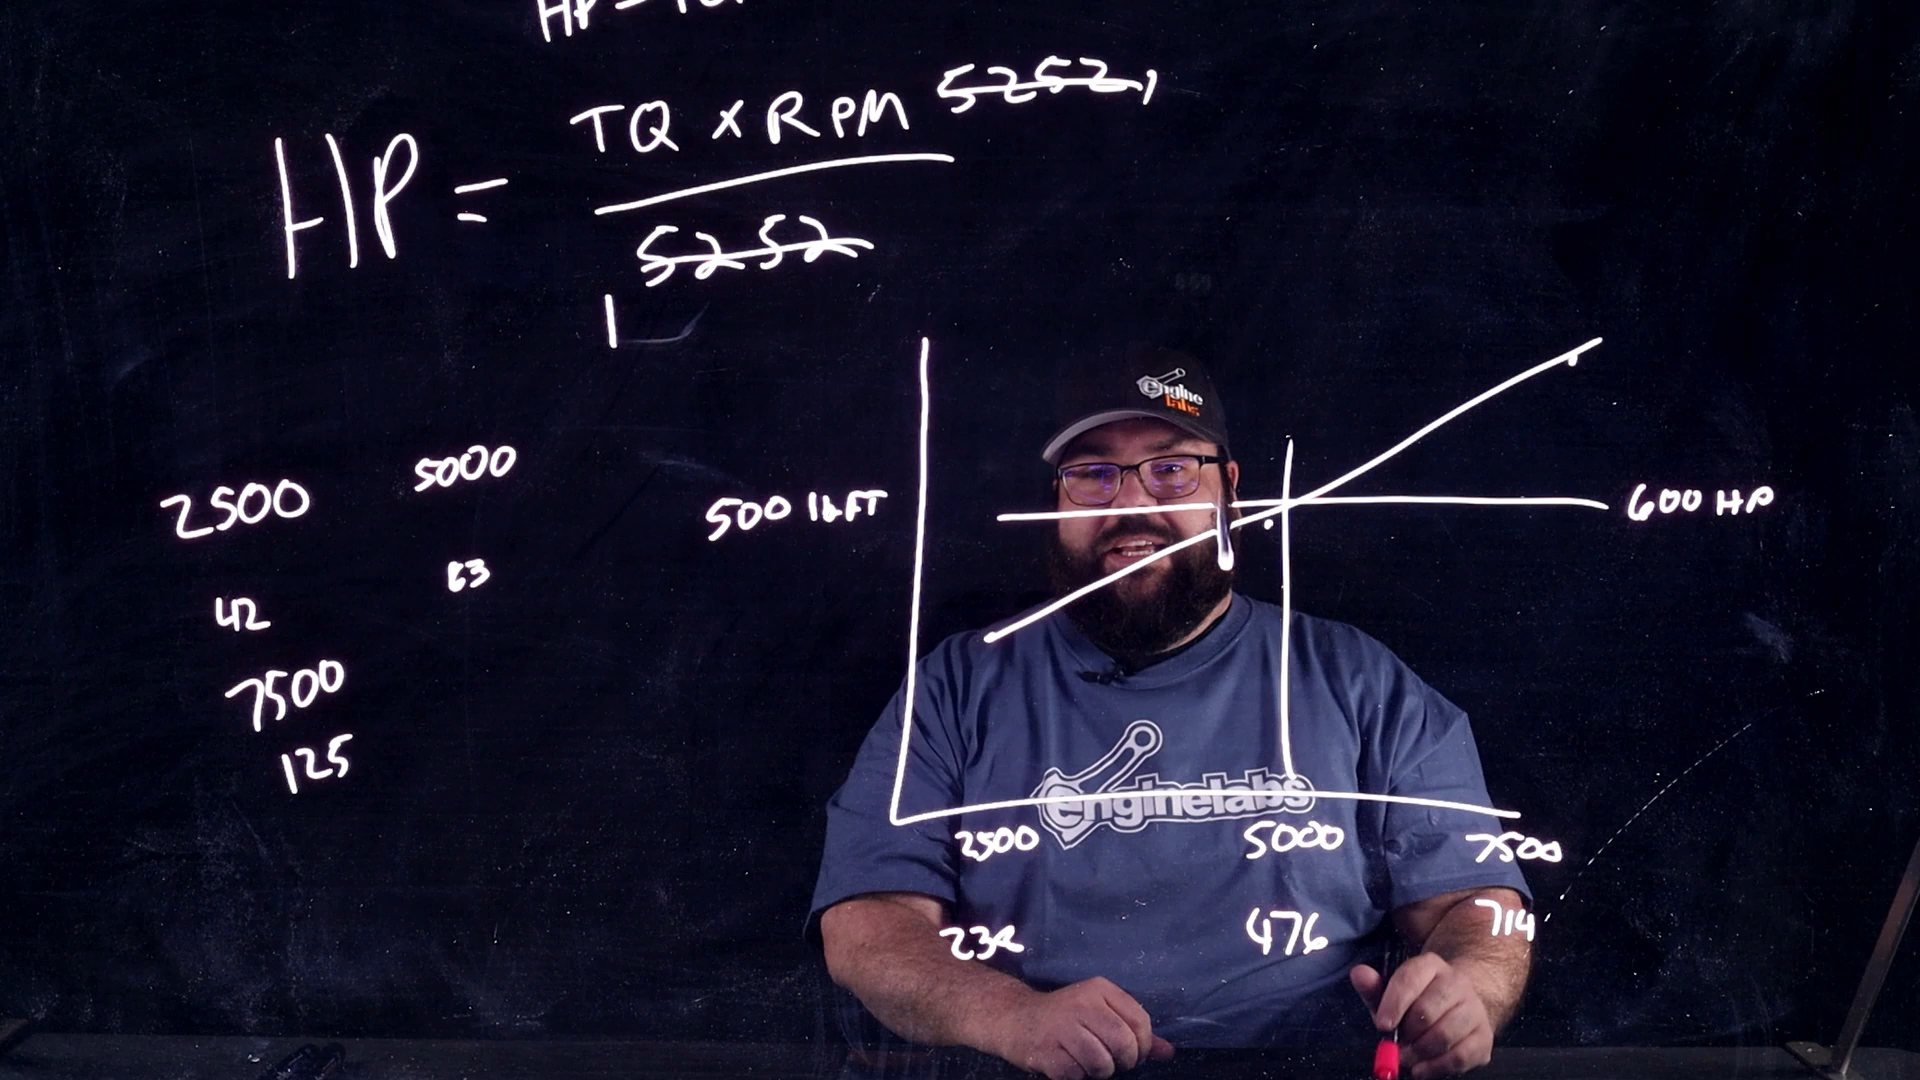 TQ x RPM 5252,
HP =
5252
1
engine
labs
2500
5000
500 lbFT
600 HP
42
83
7500
125
enginelabs
2500 5000 7500
238 476 714